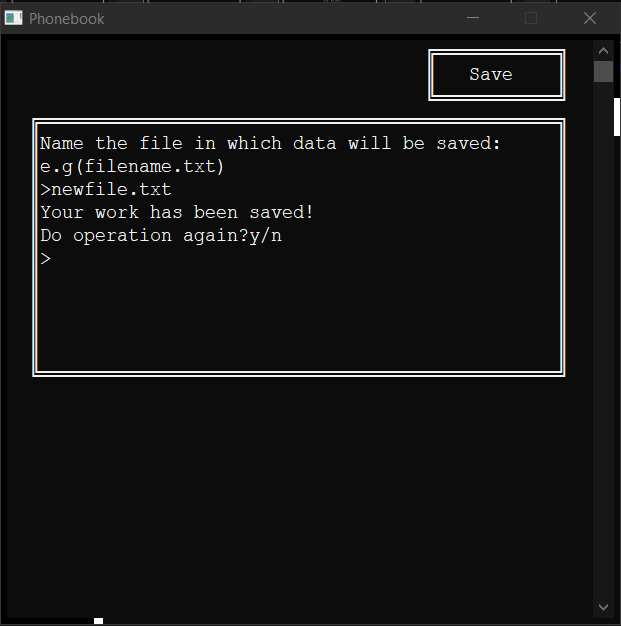 Phonebook
Save
Name the file in which data will be saved:
e.g(filename.txt)
>newfile.txt
Your work has been saved!
Do operation again?y/n
>